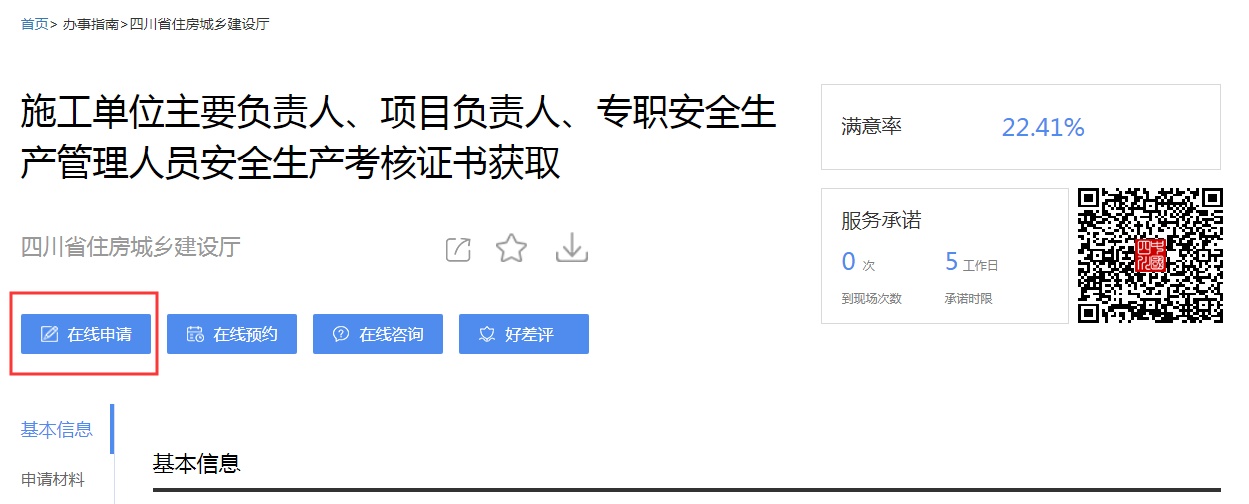 首页> 办事指南>四川省住房城乡建设厅
施工单位主要负责人、项目负责人、专职安全生
产管理人员安全生产考核证书获取
四川省住房城乡建设厅
在线申请
在线预约
在线咨询
好差评
满意率
22.41%
服务承诺
0 次
5 工作日
到现场次数
承诺时限
基本信息
申请材料
基本信息